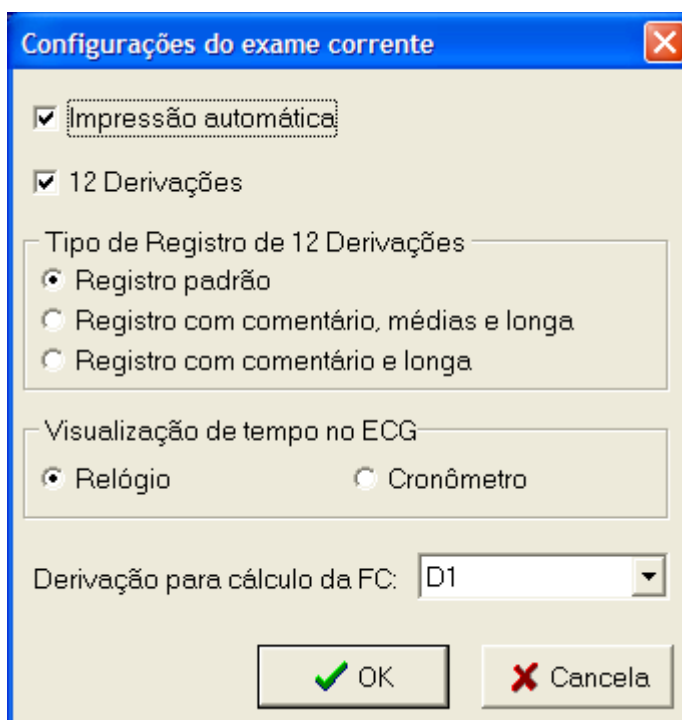 Configurações do exame corrente
Impressão automática
12 Derivações
Tipo de Registro de 12 Derivações
Registro padrão
Registro com comentário, médias e longa
Registro com comentário e longa
Visualização de tempo no ECG
Relógio Cronômetro
Derivação para cálculo da FC: D1
OK Cancela